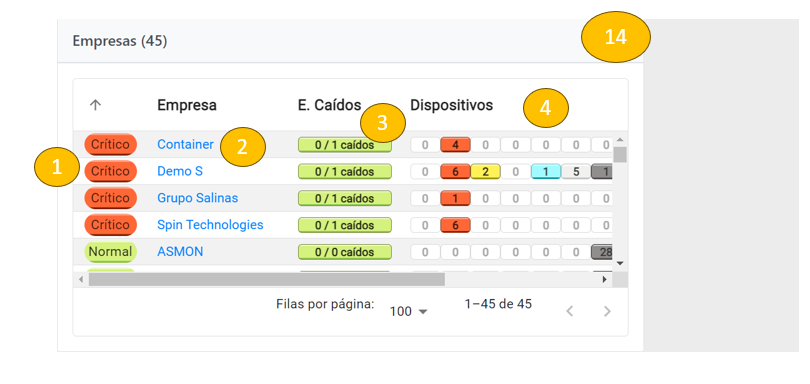 Empresas (45) 14
↑ Empresa E. Caídos Dispositivos 4
3
Crítico Container 2 0 / 1 caídos 0 4 0 0 0 0 0
1
Crítico Demo S 0 / 1 caídos 0 6 2 0 1 5 1
Crítico Grupo Salinas 0 / 1 caídos 0 1 0 0 0 0 0
Crítico Spin Technologies 0 / 1 caídos 0 6 0 0 0 0 0
Normal ASMON 0 / 0 caídos 0 0 0 0 0 0 28
Filas por página: 100 1–45 de 45